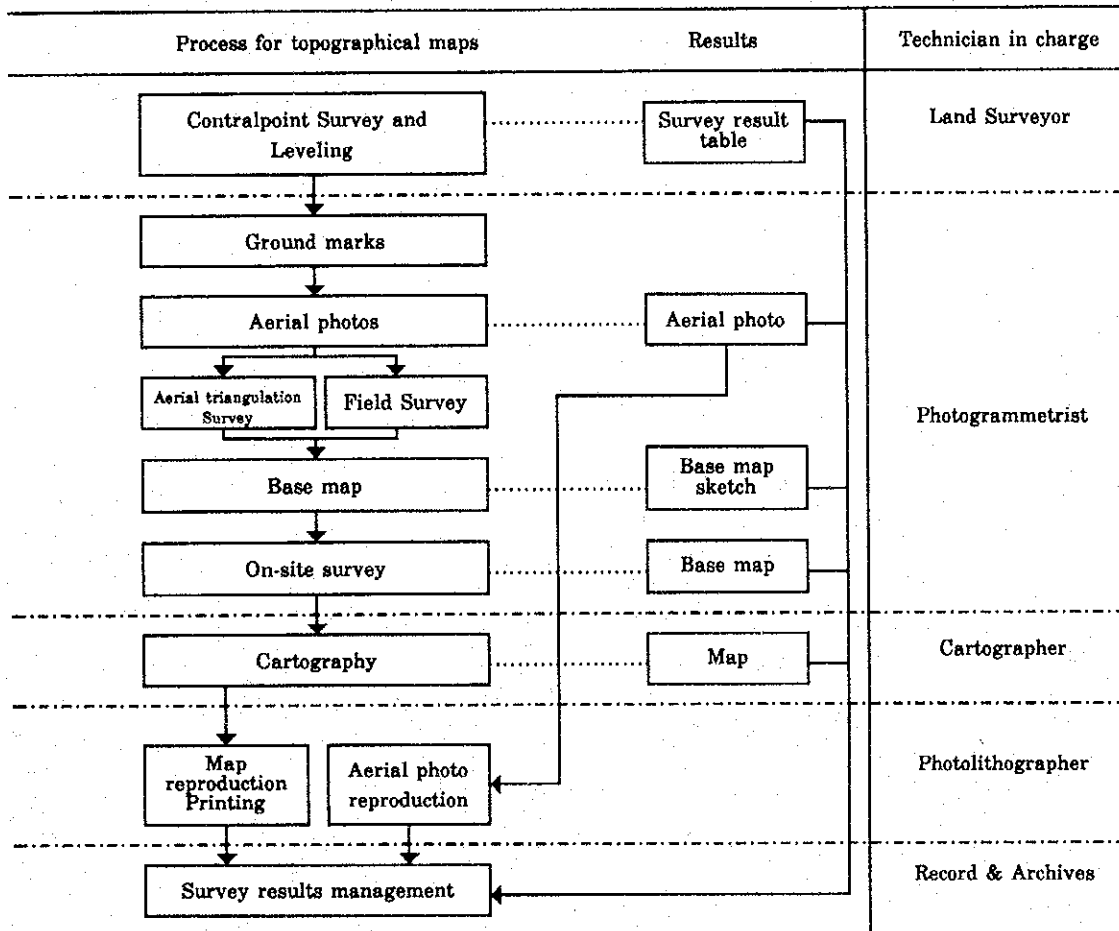 Process for topographical maps
Results
Technician in charge
Contralpoint Survey and
Leveling
Survey result
table
Land Surveyor
Ground marks
Aerial photos
Aerial photo
Aerial triangulation
Survey
Field Survey
Photogrammetrist
Base map
Base map
sketch
On-site survey
Base map
Cartography
Map
Cartographer
Map
reproduction
Printing
Aerial photo
reproduction
Photolithographer
Survey results management
Record & Archives